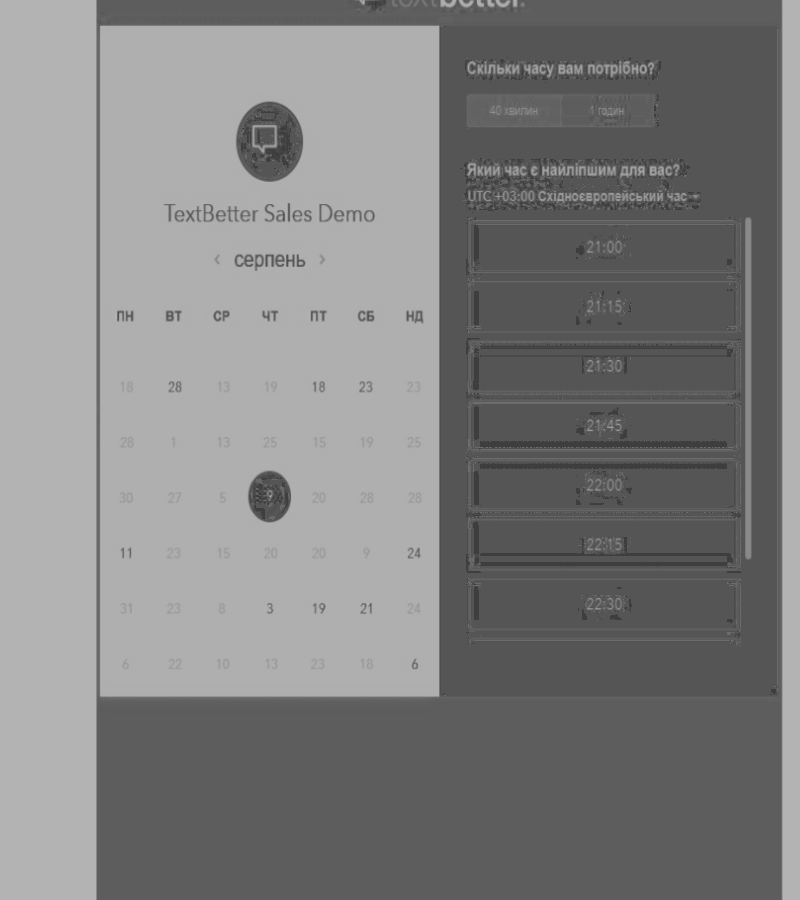 textbetter.
TextBetter Sales Demo
‹ серпень ›
ПН ВТ СР ЧТ ПТ СБ НД
18 28 13 19 18 23 23
28 1 13 25 15 19 25
30 27 5 9 20 28 28
11 23 15 20 20 9 24
31 23 8 3 19 21 24
6 22 10 13 23 18 6
Скільки часу вам потрібно?
40 хвилин 1 годин
Який час є найліпшим для вас?
UTC +03:00 Східноєвропейський час
21:00
21:15
21:30
21:45
22:00
22:15
22:30